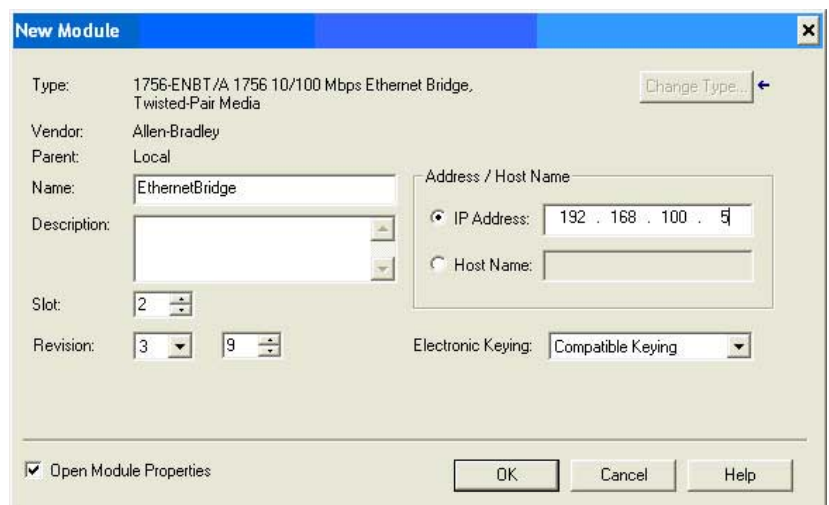 New Module
Type: 1756-ENBT/A 1756 10/100 Mbps Ethernet Bridge,
Twisted-Pair Media
Change Type...
Vendor: Allen-Bradley
Parent: Local
Name: EthernetBridge
Address / Host Name
IP Address: 192 . 168 . 100 . 5
Description:
Host Name:
Slot: 2
Revision: 3 9
Electronic Keying: Compatible Keying
Open Module Properties
OK Cancel Help